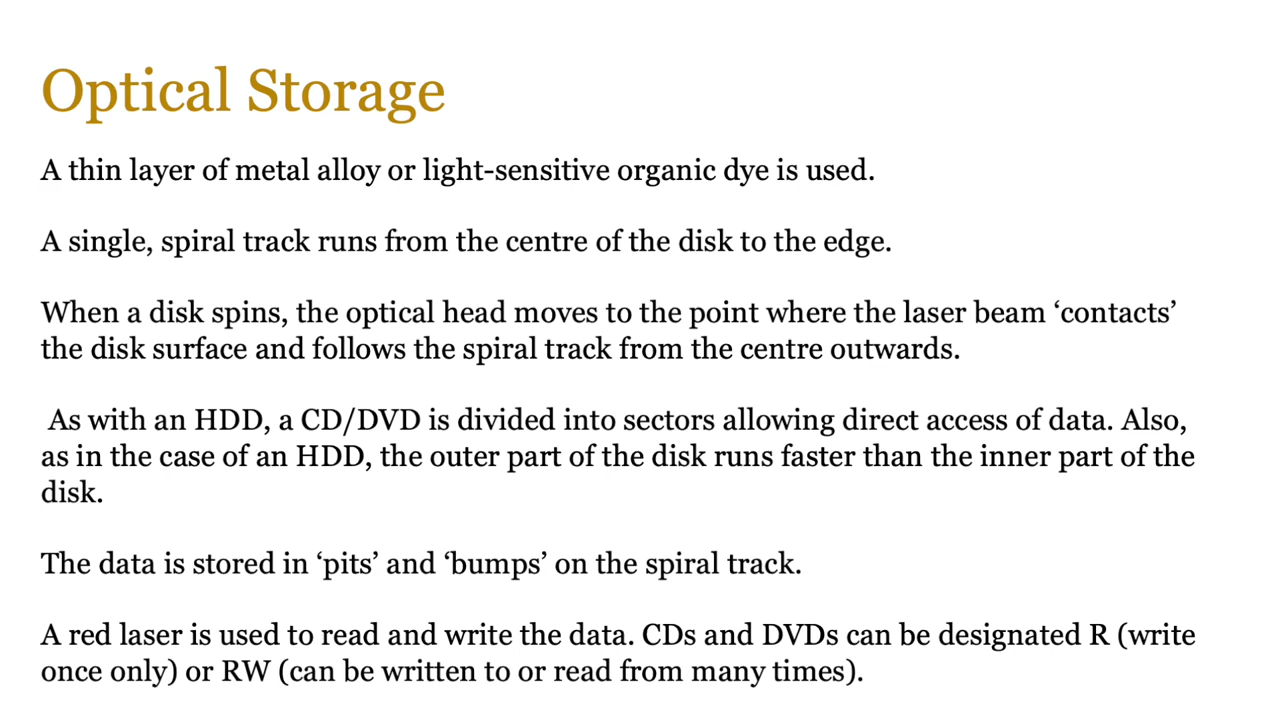 Optical Storage
A thin layer of metal alloy or light-sensitive organic dye is used.
A single, spiral track runs from the centre of the disk to the edge.
When a disk spins, the optical head moves to the point where the laser beam ‘contacts’
the disk surface and follows the spiral track from the centre outwards.
As with an HDD, a CD/DVD is divided into sectors allowing direct access of data. Also,
as in the case of an HDD, the outer part of the disk runs faster than the inner part of the
disk.
The data is stored in ‘pits’ and ‘bumps’ on the spiral track.
A red laser is used to read and write the data. CDs and DVDs can be designated R (write
once only) or RW (can be written to or read from many times).